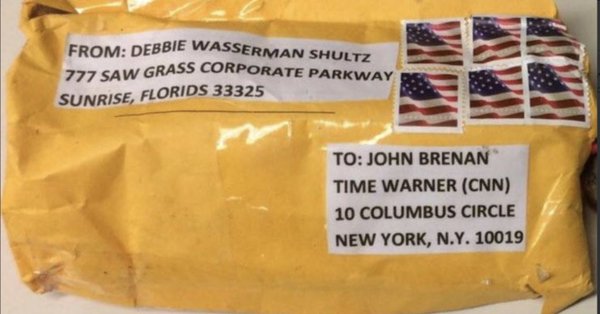 FROM: DEBBIE WASSERMAN SHULTZ
777 SAW GRASS CORPORATE PARKWAY
SUNRISE, FLORIDS 33325
TO: JOHN BRENAN
TIME WARNER (CNN)
10 COLUMBUS CIRCLE
NEW YORK, N.Y. 10019